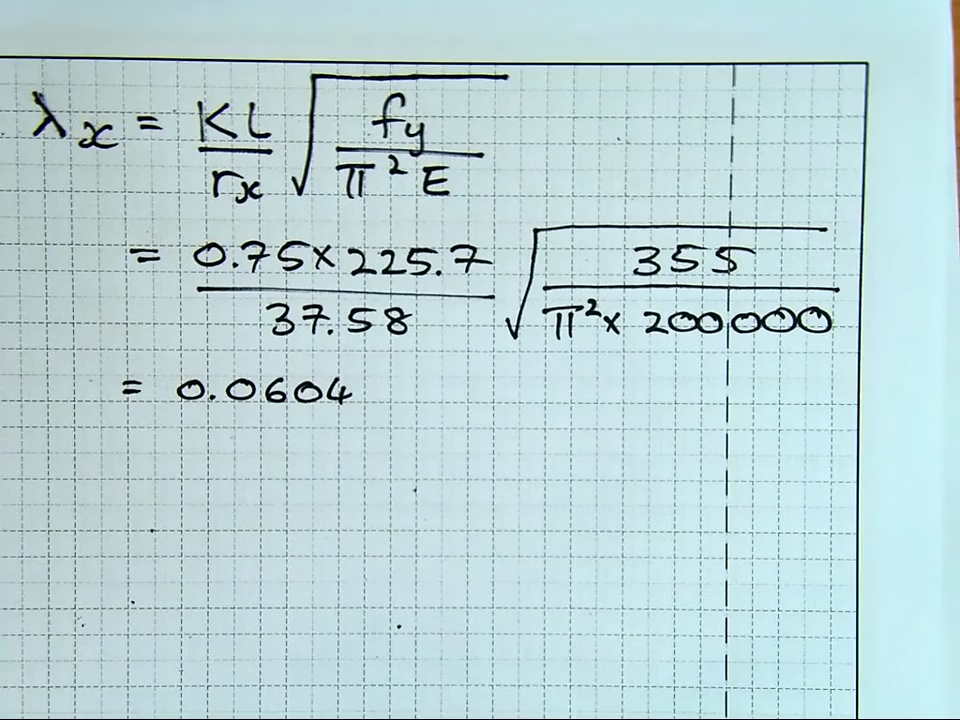 λx = KL/rx √(fy/π²E)
= 0.75×225.7/37.58 √(355/π²× 200000)
= 0.0604